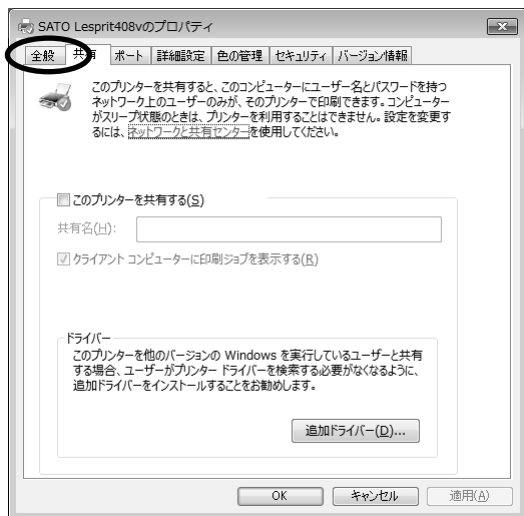 SATO Lesprit408vのプロパティ
全般 共有 ポート 詳細設定 色の管理 セキュリティ バージョン情報
このプリンターを共有すると、このコンピューターにユーザー名とパスワードを持つ
ネットワーク上のユーザーのみが、そのプリンターで印刷できます。コンピューター
がスリープ状態のときは、プリンターを利用することはできません。設定を変更す
るには、ネットワークと共有センターを使用してください。
このプリンターを共有する(S)
共有名(H):
クライアント コンピューターに印刷ジョブを表示する(R)
ドライバー
このプリンターを他のバージョンの Windows を実行しているユーザーと共有
する場合、ユーザーがプリンター ドライバーを検索する必要がなくなるように、
追加ドライバーをインストールすることをお勧めします。
追加ドライバー(D)...
OK キャンセル 適用(A)